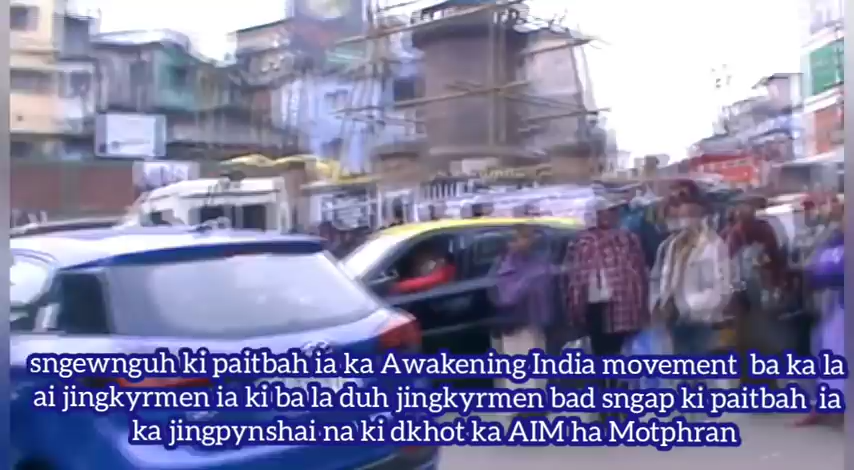 sngewnguh ki paitbah ia ka Awakening India movement ba ka la
ai jingkyrmen ia ki ba la duh jingkyrmen bad sngap ki paitbah ia
ka jingpynshai na ki dkhot ka AIM ha Motphran